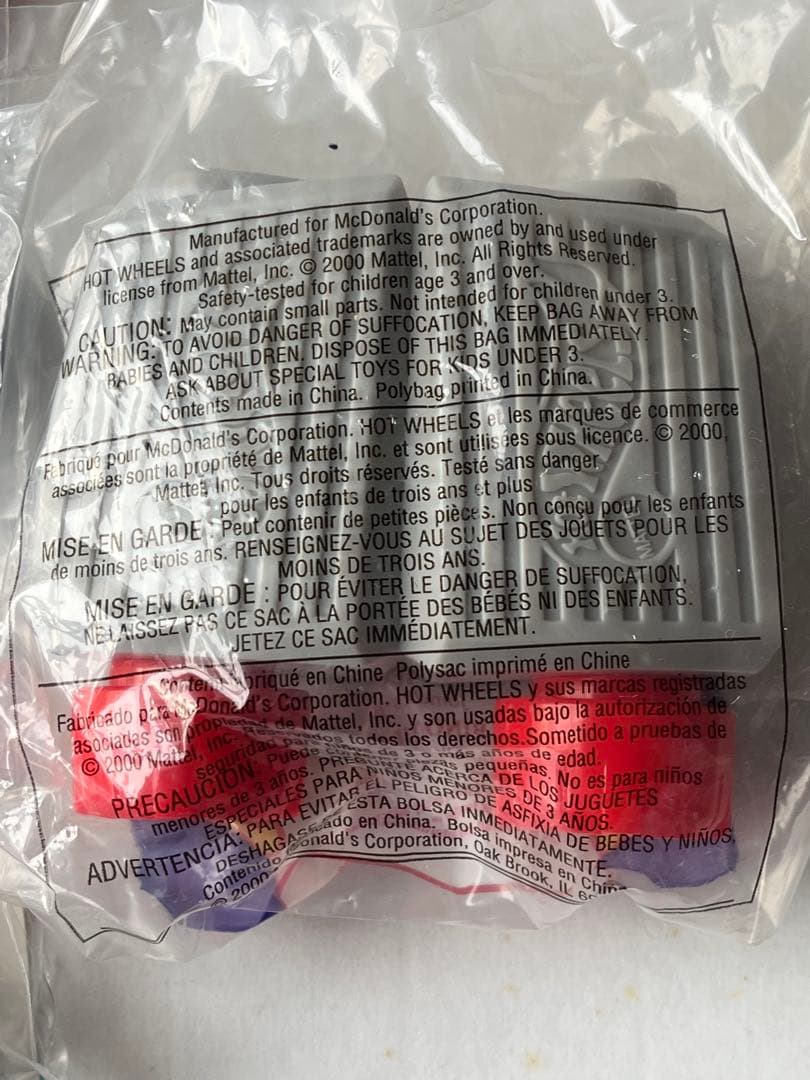 Manufactured for McDonald's Corporation.
HOT WHEELS and associated trademarks are owned by and used under
license from Mattel, Inc. © 2000 Mattel, Inc. All Rights Reserved.
Safety-tested for children age 3 and over.
CAUTION: May contain small parts. Not intended for children under 3.
WARNING: TO AVOID DANGER OF SUFFOCATION, KEEP BAG AWAY FROM
BABIES AND CHILDREN. DISPOSE OF THIS BAG IMMEDIATELY.
ASK ABOUT SPECIAL TOYS FOR KIDS UNDER 3.
Contents made in China. Polybag printed in China.
Fabriqué pour McDonald's Corporation. HOT WHEELS et les marques de commerce
associées sont la propriété de Mattel, Inc. et sont utilisées sous licence. © 2000,
Mattel, Inc. Tous droits réservés. Testé sans danger
pour les enfants de trois ans et plus
MISE EN GARDE : Peut contenir de petites pièces. Non conçu pour les enfants
de moins de trois ans. RENSEIGNEZ-VOUS AU SUJET DES JOUETS POUR LES
MOINS DE TROIS ANS.
MISE EN GARDE : POUR ÉVITER LE DANGER DE SUFFOCATION,
NE LAISSEZ PAS CE SAC À LA PORTÉE DES BÉBÉS NI DES ENFANTS.
JETEZ CE SAC IMMÉDIATEMENT.
en Chine Polysac imprimé en Chine
Fabricado para McDonald's Corporation. HOT WHEELS y sus marcas registradas
asociadas son propiedad de Mattel, Inc. y son usadas bajo la autorización de
© 2000 Mattel, Inc. Reservados todos los derechos. Sometido a pruebas de
seguridad para de 3 o más años de edad.
PRECAUCION: Puede piezas pequeñas. No es para niños
menores de 3 años. PREGUNTE ACERCA DE LOS JUGUETES
ESPECIALES PARA NIÑOS MENORES DE 3 AÑOS.
ADVERTENCIA: PARA EVITAR EL PELIGRO DE ASFIXIA DE BEBES Y NIÑOS,
DESHAGASE ESTA BOLSA INMEDIATAMENTE.
Contenido en China. Bolsa impresa en China
© 2000 McDonald's Corporation, Oak Brook, IL